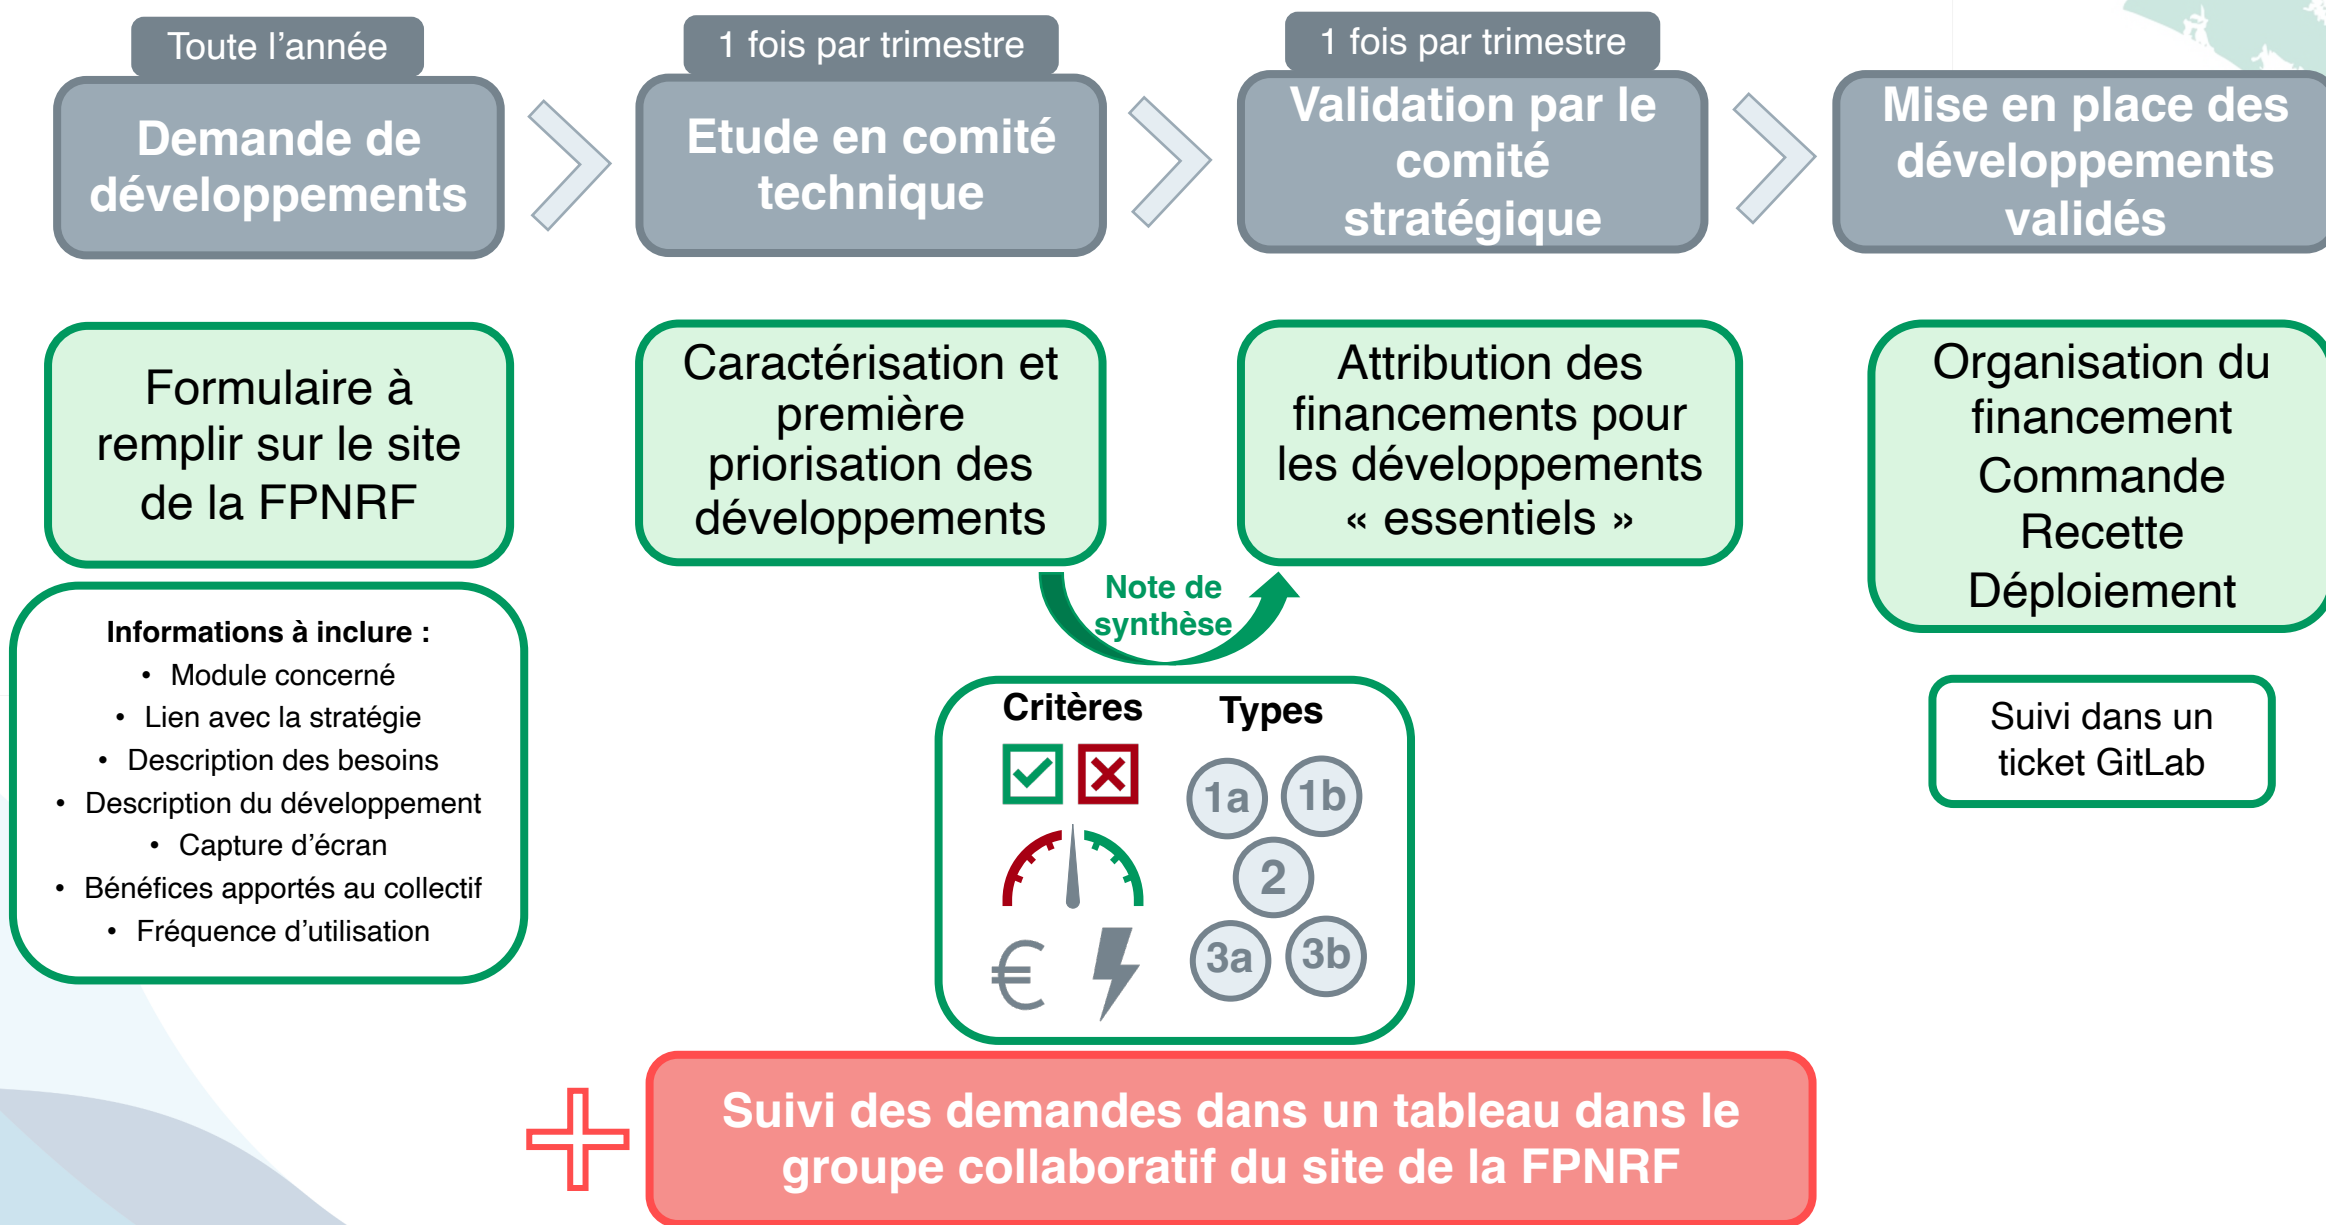 Toute l’année
Demande de
développements
1 fois par trimestre
Etude en comité
technique
1 fois par trimestre
Validation par le
comité
stratégique
Mise en place des
développements
validés
Formulaire à
remplir sur le site
de la FPNRF
Caractérisation et
première
priorisation des
développements
Attribution des
financements pour
les développements
« essentiels »
Organisation du
financement
Commande
Recette
Déploiement
Note de
synthèse
Informations à inclure :
• Module concerné
• Lien avec la stratégie
• Description des besoins
• Description du développement
• Capture d’écran
• Bénéfices apportés au collectif
• Fréquence d’utilisation
Critères
€
Types
1a 1b
2
3a 3b
Suivi dans un
ticket GitLab
Suivi des demandes dans un tableau dans le
groupe collaboratif du site de la FPNRF